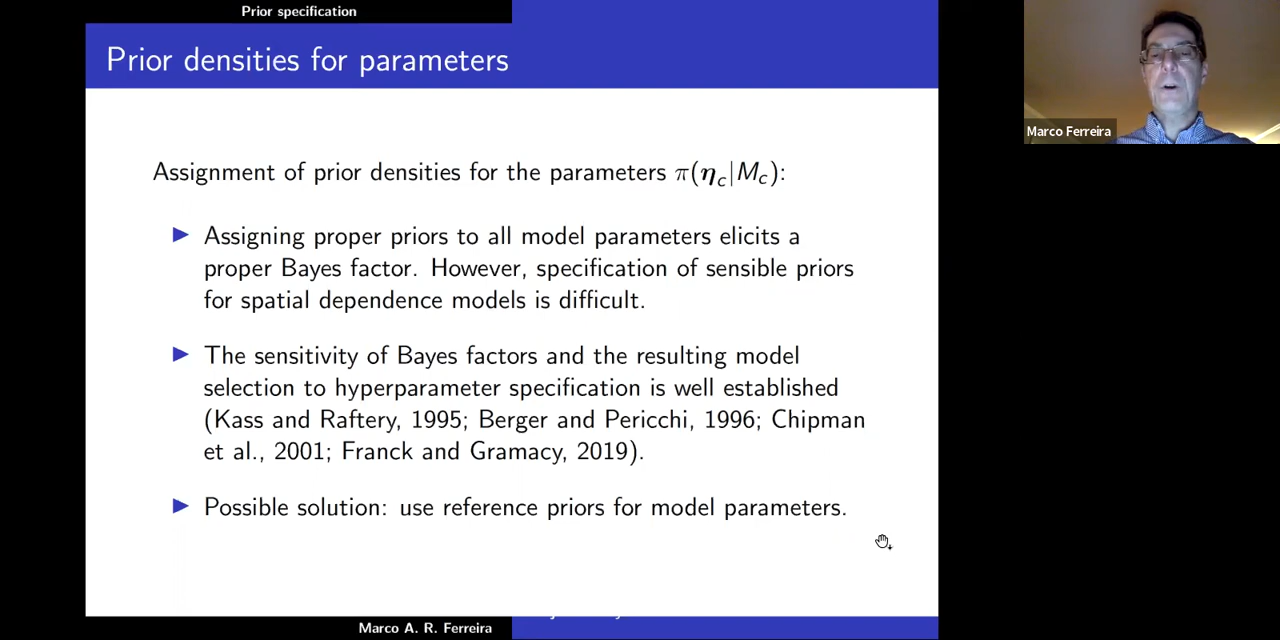 Prior specification
Prior densities for parameters
Marco Ferreira
Assignment of prior densities for the parameters π(η_c|M_c):
▶ Assigning proper priors to all model parameters elicits a
proper Bayes factor. However, specification of sensible priors
for spatial dependence models is difficult.
▶ The sensitivity of Bayes factors and the resulting model
selection to hyperparameter specification is well established
(Kass and Raftery, 1995; Berger and Pericchi, 1996; Chipman
et al., 2001; Franck and Gramacy, 2019).
▶ Possible solution: use reference priors for model parameters.
Marco A. R. Ferreira